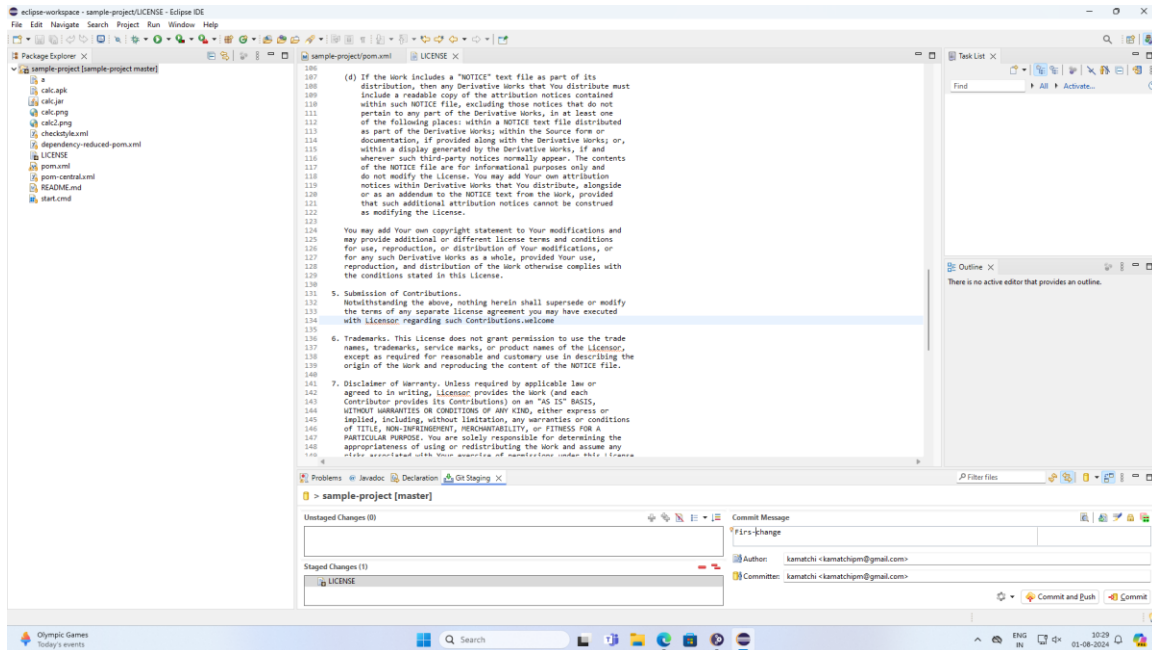 eclipse-workspace - sample-project/LICENSE - Eclipse IDE
File Edit Navigate Search Project Run Window Help
Package Explorer
sample-project [sample-project master]
a
calc.apk
calc.jar
calc.png
calc2.png
checkstyle.xml
dependency-reduced-pom.xml
LICENSE
pom.xml
pom-central.xml
README.md
start.cmd
sample-project/pom.xml LICENSE
106
107 (d) If the Work includes a "NOTICE" text file as part of its
108 distribution, then any Derivative Works that You distribute must
109 include a readable copy of the attribution notices contained
110 within such NOTICE file, excluding those notices that do not
111 pertain to any part of the Derivative Works, in at least one
112 of the following places: within a NOTICE text file distributed
113 as part of the Derivative Works; within the Source form or
114 documentation, if provided along with the Derivative Works; or,
115 within a display generated by the Derivative Works, if and
116 wherever such third-party notices normally appear. The contents
117 of the NOTICE file are for informational purposes only and
118 do not modify the License. You may add Your own attribution
119 notices within Derivative Works that You distribute, alongside
120 or as an addendum to the NOTICE text from the Work, provided
121 that such additional attribution notices cannot be construed
122 as modifying the License.
123
124 You may add Your own copyright statement to Your modifications and
125 may provide additional or different license terms and conditions
126 for use, reproduction, or distribution of Your modifications, or
127 for any such Derivative Works as a whole, provided Your use,
128 reproduction, and distribution of the Work otherwise complies with
129 the conditions stated in this License.
130
131 5. Submission of Contributions.
132 Notwithstanding the above, nothing herein shall supersede or modify
133 the terms of any separate license agreement you may have executed
134 with Licensor regarding such Contributions.welcome
135
136 6. Trademarks. This License does not grant permission to use the trade
137 names, trademarks, service marks, or product names of the Licensor,
138 except as required for reasonable and customary use in describing the
139 origin of the Work and reproducing the content of the NOTICE file.
140
141 7. Disclaimer of Warranty. Unless required by applicable law or
142 agreed to in writing, Licensor provides the Work (and each
143 Contributor provides its Contributions) on an "AS IS" BASIS,
144 WITHOUT WARRANTIES OR CONDITIONS OF ANY KIND, either express or
145 implied, including, without limitation, any warranties or conditions
146 of TITLE, NON-INFRINGEMENT, MERCHANTABILITY, or FITNESS FOR A
147 PARTICULAR PURPOSE. You are solely responsible for determining the
148 appropriateness of using or redistributing the Work and assume any
149 risks associated with Your exercise of permissions under this License
Task List
Find All Activate...
Outline
There is no active editor that provides an outline.
Problems Javadoc Declaration Git Staging
Filter files
> sample-project [master]
Unstaged Changes (0)
Staged Changes (1)
LICENSE
Commit Message
Firs-change
Author: kamatchi <kamatchipm@gmail.com>
Committer: kamatchi <kamatchipm@gmail.com>
Commit and Push Commit
Olympic Games
Today's events
Search
ENG
IN
10:29
01-08-2024